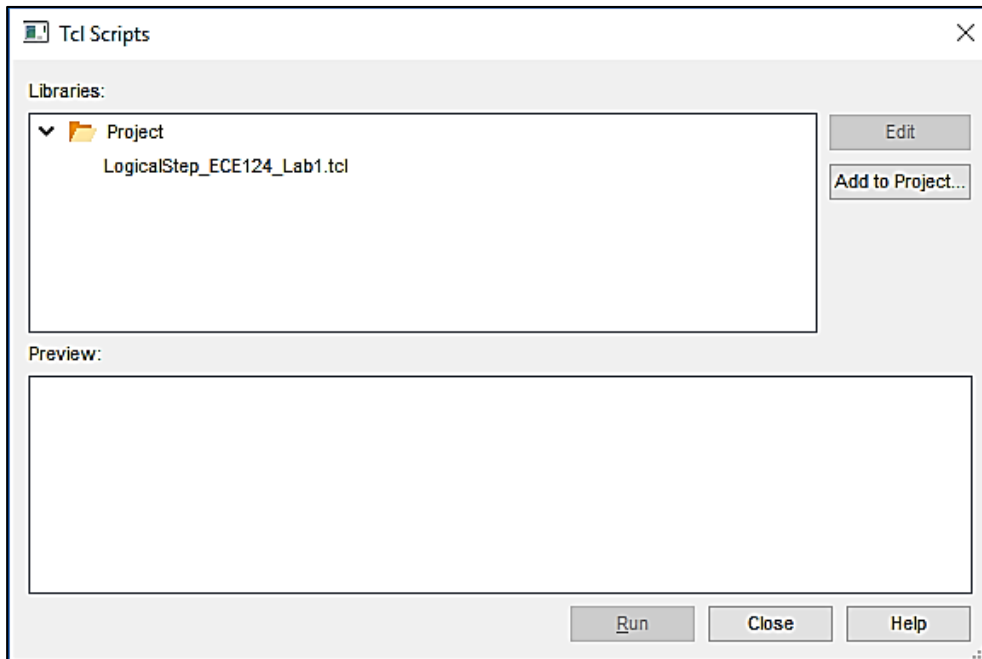 Tcl Scripts
Libraries:
Project
Edit
LogicalStep_ECE124_Lab1.tcl
Add to Project...
Preview:
Run Close Help